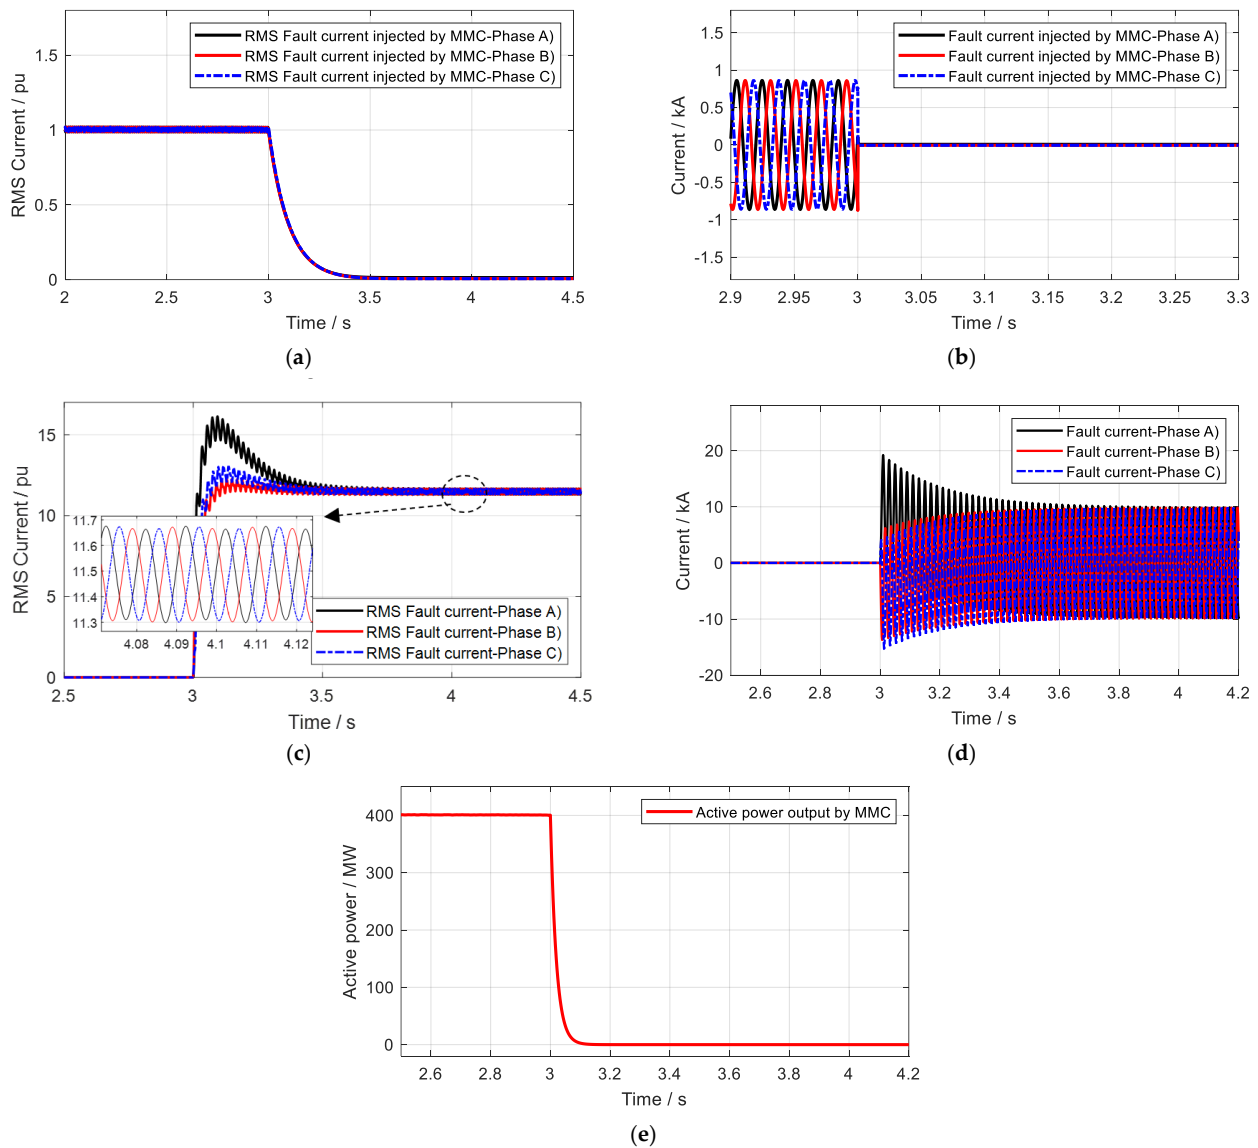 RMS Fault current injected by MMC-Phase A)
RMS Fault current injected by MMC-Phase B)
RMS Fault current injected by MMC-Phase C)
1.5
1
0.5
0
RMS Current / pu
2 2.5 3 3.5 4 4.5
Time / s
(a)
Fault current injected by MMC-Phase A)
Fault current injected by MMC-Phase B)
Fault current injected by MMC-Phase C)
1.5
1
0.5
0
-0.5
-1
-1.5
Current / kA
2.9 2.95 3 3.05 3.1 3.15 3.2 3.25 3.3
Time / s
(b)
15
10
5
0
RMS Current / pu
11.7
11.6
11.5
11.4
11.3
4.08 4.09 4.1 4.11 4.12
RMS Fault current-Phase A)
RMS Fault current-Phase B)
RMS Fault current-Phase C)
2.5 3 3.5 4 4.5
Time / s
(c)
Fault current-Phase A)
Fault current-Phase B)
Fault current-Phase C)
20
10
0
-10
-20
Current / kA
2.6 2.8 3 3.2 3.4 3.6 3.8 4 4.2
Time / s
(d)
Active power output by MMC
400
300
200
100
0
Active power / MW
2.6 2.8 3 3.2 3.4 3.6 3.8 4 4.2
Time / s
(e)